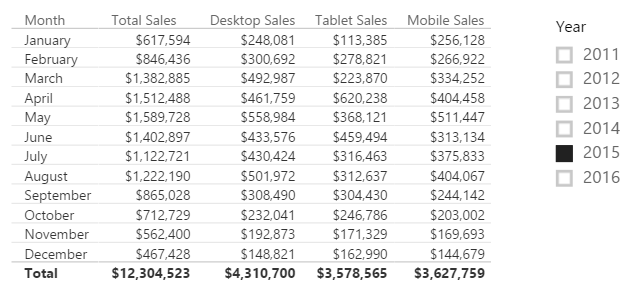 Month Total Sales Desktop Sales Tablet Sales Mobile Sales
January $617,594 $248,081 $113,385 $256,128
February $846,436 $300,692 $278,821 $266,922
March $1,382,885 $492,987 $223,870 $334,252
April $1,512,488 $461,759 $620,238 $404,458
May $1,589,728 $558,984 $368,121 $511,447
June $1,402,897 $433,576 $459,494 $313,134
July $1,122,721 $430,424 $316,463 $375,833
August $1,222,190 $501,972 $312,637 $404,067
September $865,028 $308,490 $304,430 $244,142
October $712,729 $232,041 $246,786 $203,002
November $562,400 $192,873 $171,329 $169,693
December $467,428 $148,821 $162,990 $144,679
Total $12,304,523 $4,310,700 $3,578,565 $3,627,759
Year
2011
2012
2013
2014
2015
2016